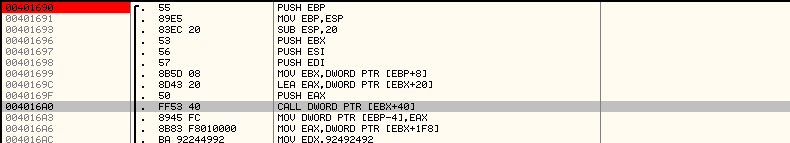 00401690 . 55 PUSH EBP
00401691 . 89E5 MOV EBP,ESP
00401693 . 83EC 20 SUB ESP,20
00401696 . 53 PUSH EBX
00401697 . 56 PUSH ESI
00401698 . 57 PUSH EDI
00401699 . 8B5D 08 MOV EBX,DWORD PTR [EBP+8]
0040169C . 8D43 20 LEA EAX,DWORD PTR [EBX+20]
0040169F . 50 PUSH EAX
004016A0 . FF53 40 CALL DWORD PTR [EBX+40]
004016A3 . 8945 FC MOV DWORD PTR [EBP-4],EAX
004016A6 . 8B83 F8010000 MOV EAX,DWORD PTR [EBX+1F8]
004016AC . BA 92244992 MOV EDX,92492492